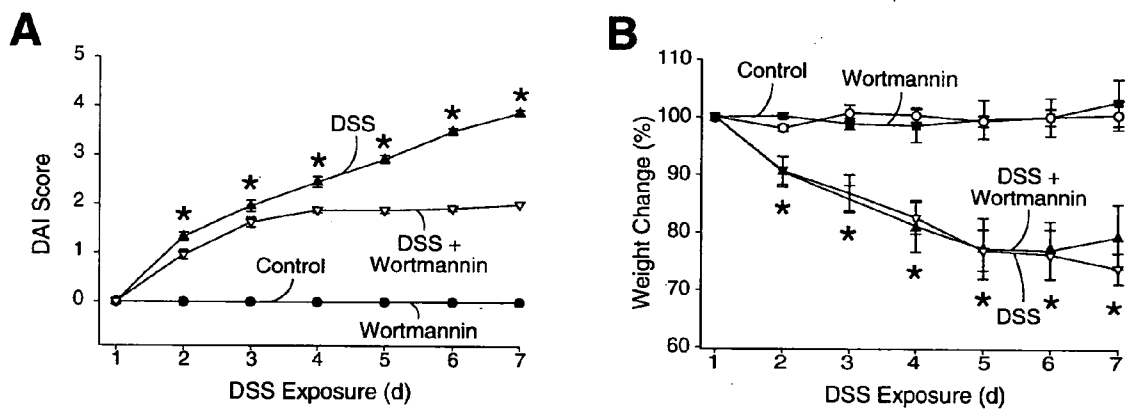 A
5
4
3
2
1
0
DAI Score
*
*
*
*
*
*
DSS
DSS +
Wortmannin
Control
Wortmannin
1 2 3 4 5 6 7
DSS Exposure (d)
B
110
100
90
80
70
60
Weight Change (%)
Control
Wortmannin
DSS +
Wortmannin
DSS
*
*
*
*
*
*
1 2 3 4 5 6 7
DSS Exposure (d)